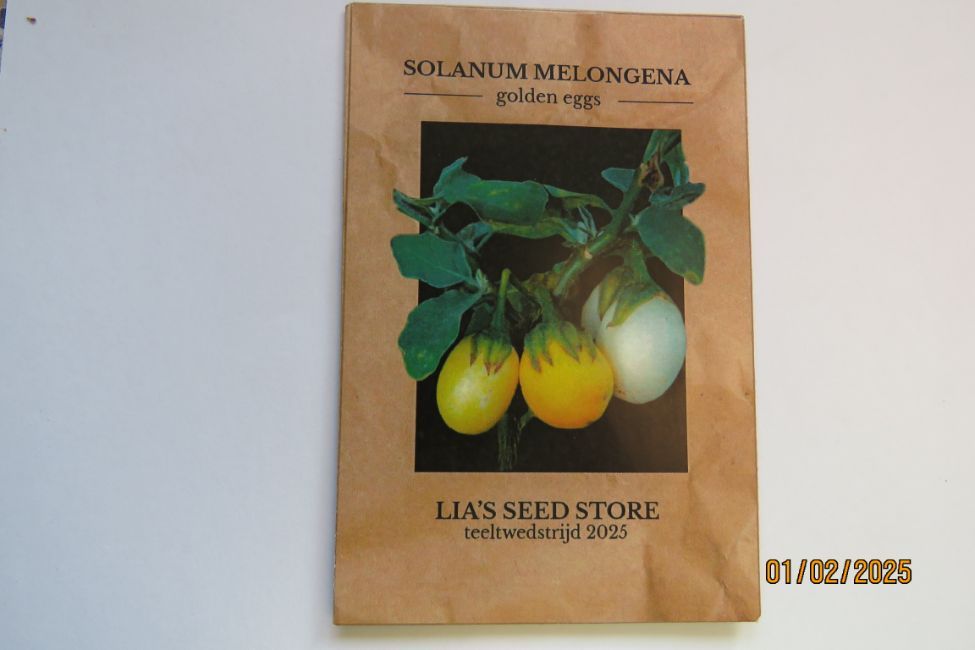 SOLANUM MELONGENA
golden eggs
LIA'S SEED STORE
teeltwedstrijd 2025
01/02/2025